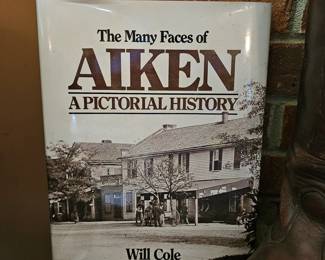 The Many Faces of
AIKEN
A PICTORIAL HISTORY
Will Cole